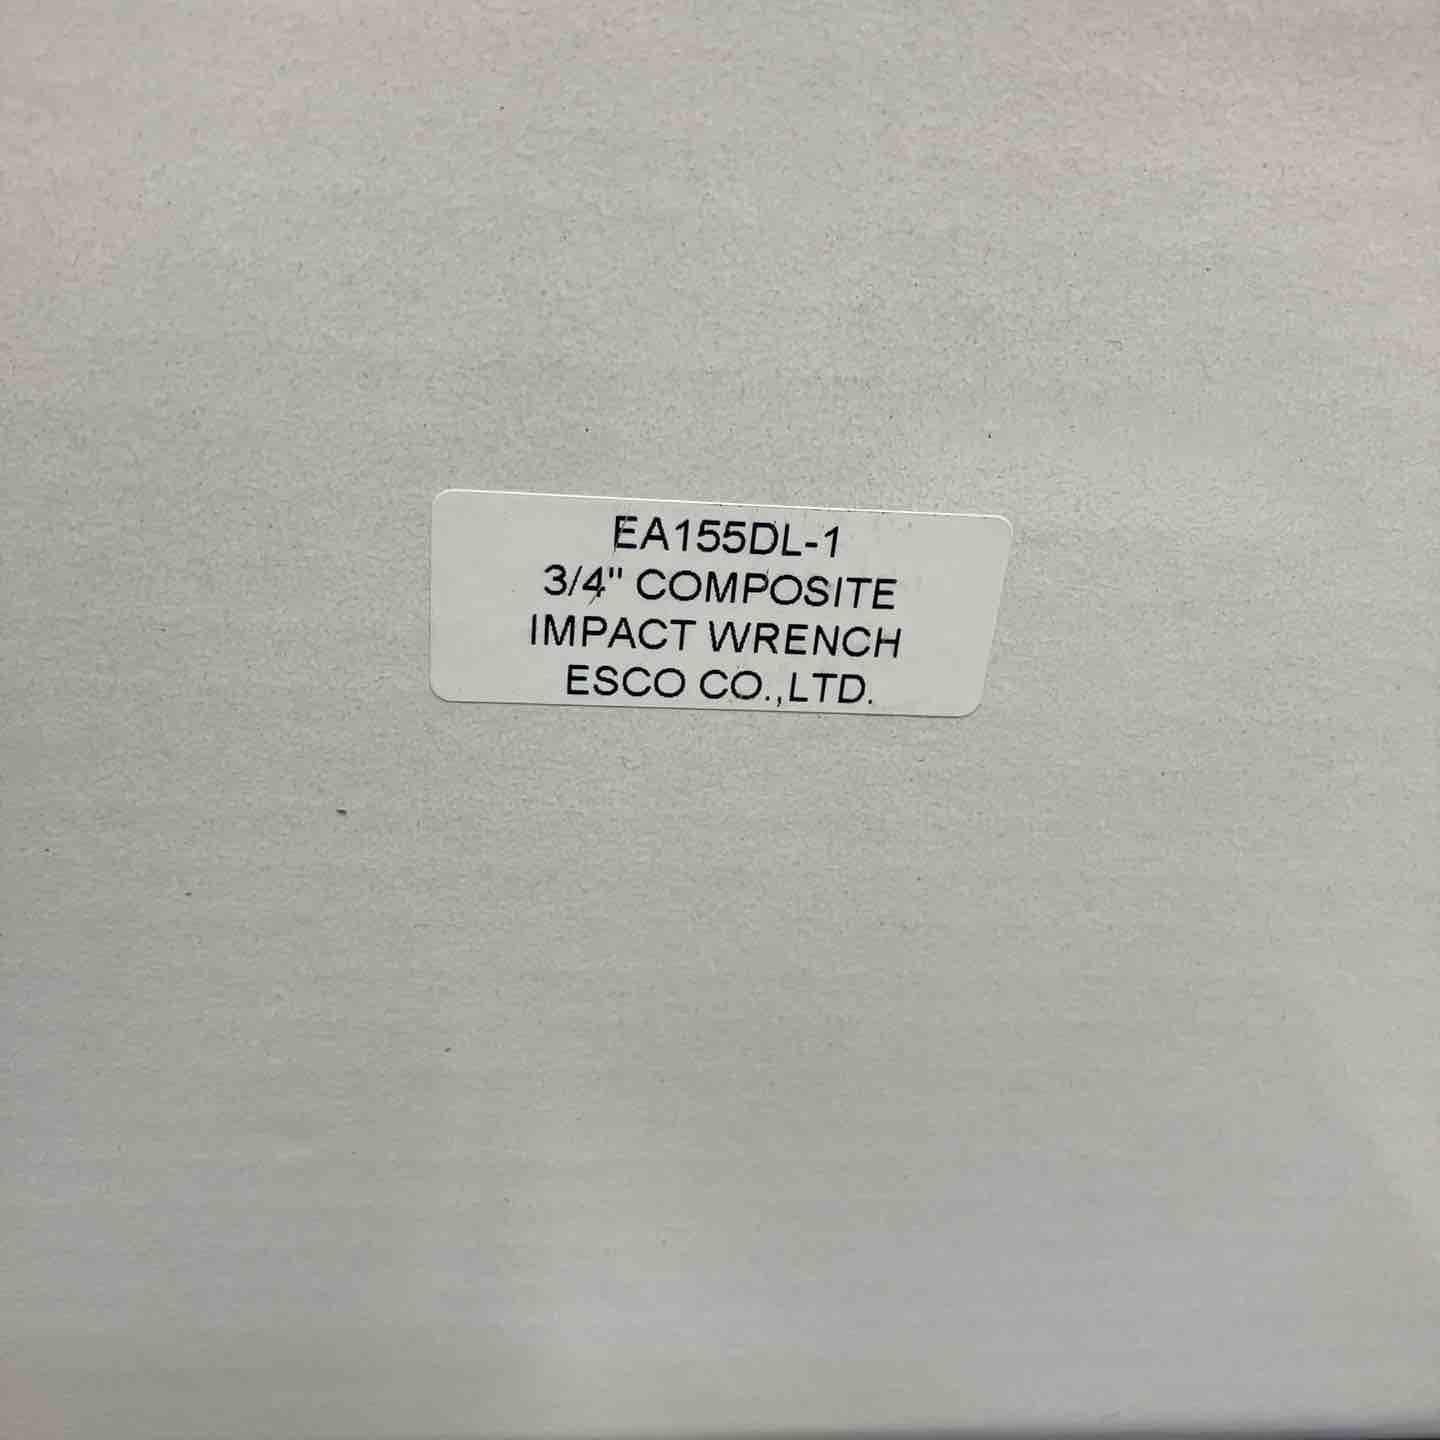 EA155DL-1
3/4" COMPOSITE
IMPACT WRENCH
ESCO CO.,LTD.